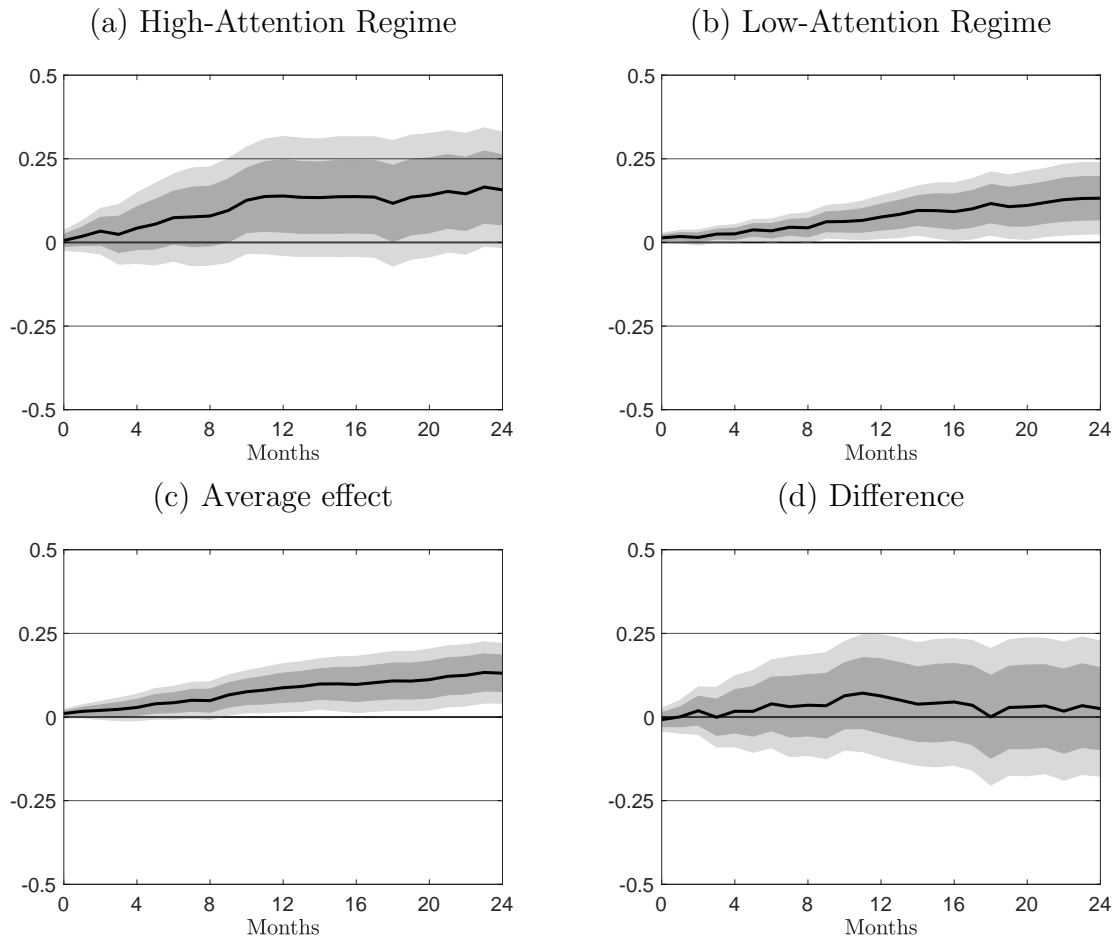 (a) High-Attention Regime
(b) Low-Attention Regime
0.5
0.25
0
-0.25
-0.5
0 4 8 12 16 20 24
Months
0.5
0.25
0
-0.25
-0.5
0 4 8 12 16 20 24
Months
(c) Average effect
(d) Difference
0.5
0.25
0
-0.25
-0.5
0 4 8 12 16 20 24
Months
0.5
0.25
0
-0.25
-0.5
0 4 8 12 16 20 24
Months